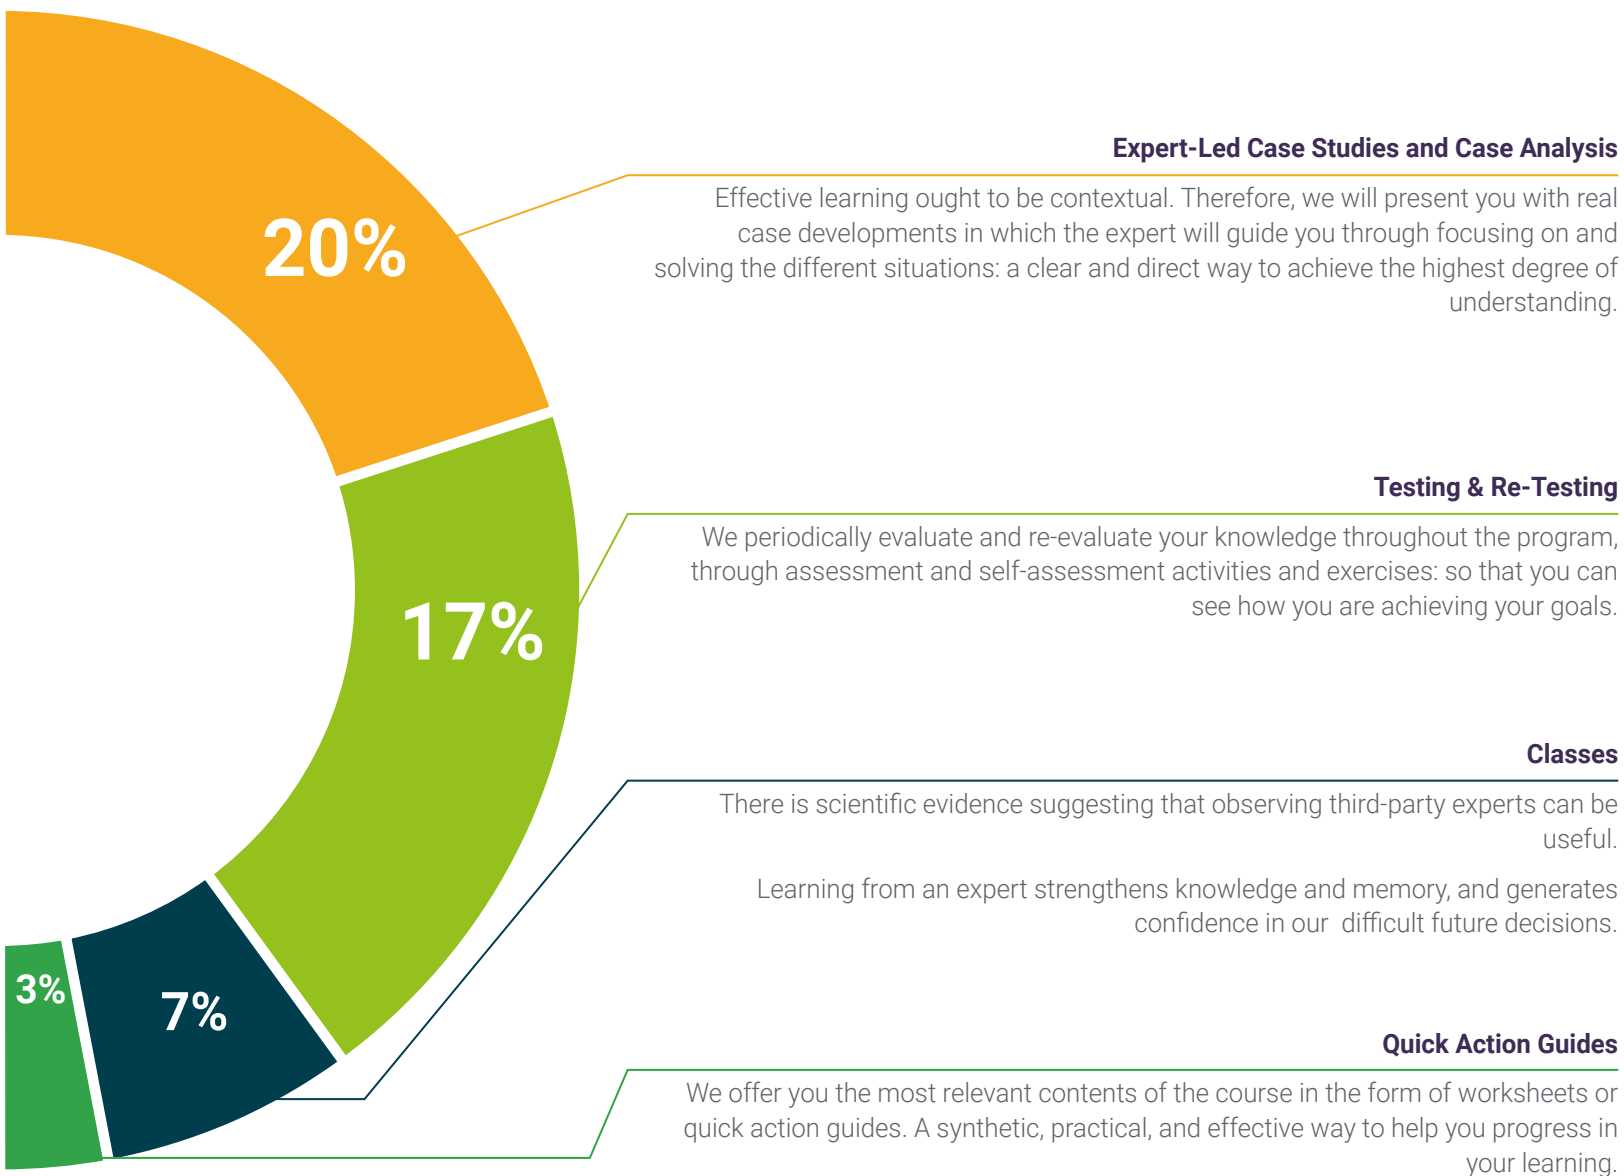 20%
Expert-Led Case Studies and Case Analysis
Effective learning ought to be contextual. Therefore, we will present you with real
case developments in which the expert will guide you through focusing on and
solving the different situations: a clear and direct way to achieve the highest degree of
understanding.
17%
Testing & Re-Testing
We periodically evaluate and re-evaluate your knowledge throughout the program,
through assessment and self-assessment activities and exercises: so that you can
see how you are achieving your goals.
7%
Classes
There is scientific evidence suggesting that observing third-party experts can be
useful.
Learning from an expert strengthens knowledge and memory, and generates
confidence in our  difficult future decisions.
3%
Quick Action Guides
We offer you the most relevant contents of the course in the form of worksheets or
quick action guides. A synthetic, practical, and effective way to help you progress in
your learning.